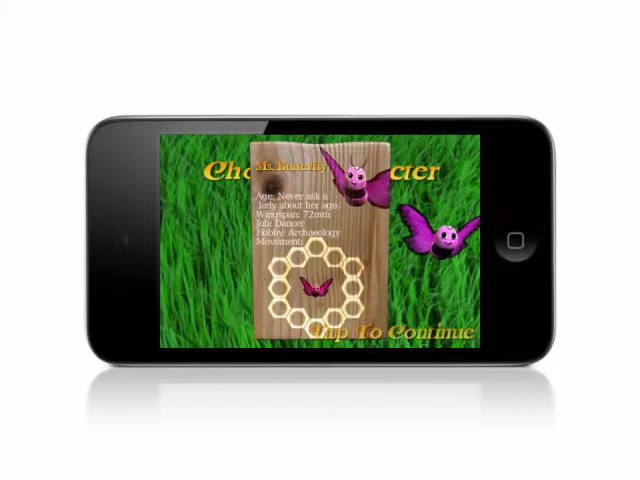 Cho cter
Ms. Butterfly
Age: Never ask a
lady about her age.
Wingspan: 72mm
Job: Dancer
Hobby: Archaeology
Movement:
Tap To Continue